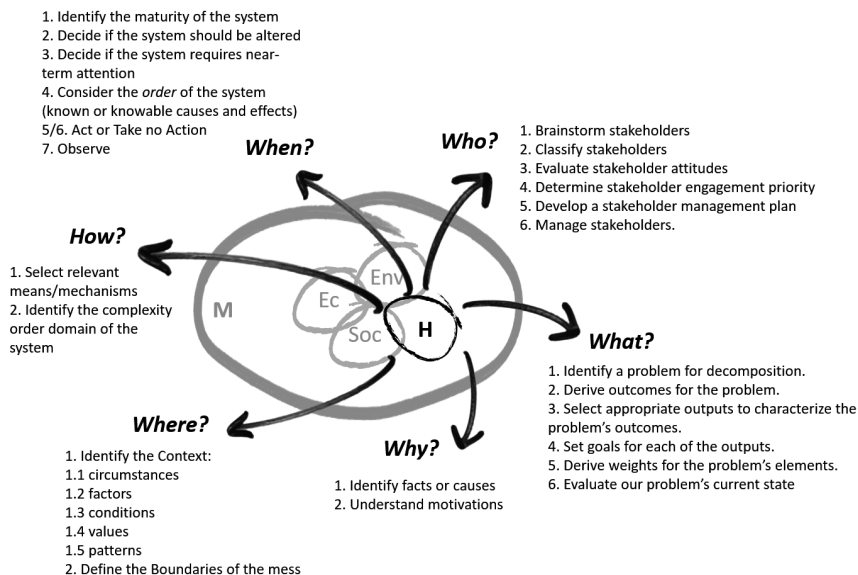 1. Identify the maturity of the system
2. Decide if the system should be altered
3. Decide if the system requires near-
term attention
4. Consider the order of the system
(known or knowable causes and effects)
5/6. Act or Take no Action
7. Observe
When?
Who?
1. Brainstorm stakeholders
2. Classify stakeholders
3. Evaluate stakeholder attitudes
4. Determine stakeholder engagement priority
5. Develop a stakeholder management plan
6. Manage stakeholders.
How?
1. Select relevant
means/mechanisms
2. Identify the complexity
order domain of the
system
M
Ec
Env
Soc
H
What?
1. Identify a problem for decomposition.
2. Derive outcomes for the problem.
3. Select appropriate outputs to characterize the
problem's outcomes.
4. Set goals for each of the outputs.
5. Derive weights for the problem's elements.
6. Evaluate our problem's current state
Where?
1. Identify the Context:
1.1 circumstances
1.2 factors
1.3 conditions
1.4 values
1.5 patterns
2. Define the Boundaries of the mess
Why?
1. Identify facts or causes
2. Understand motivations